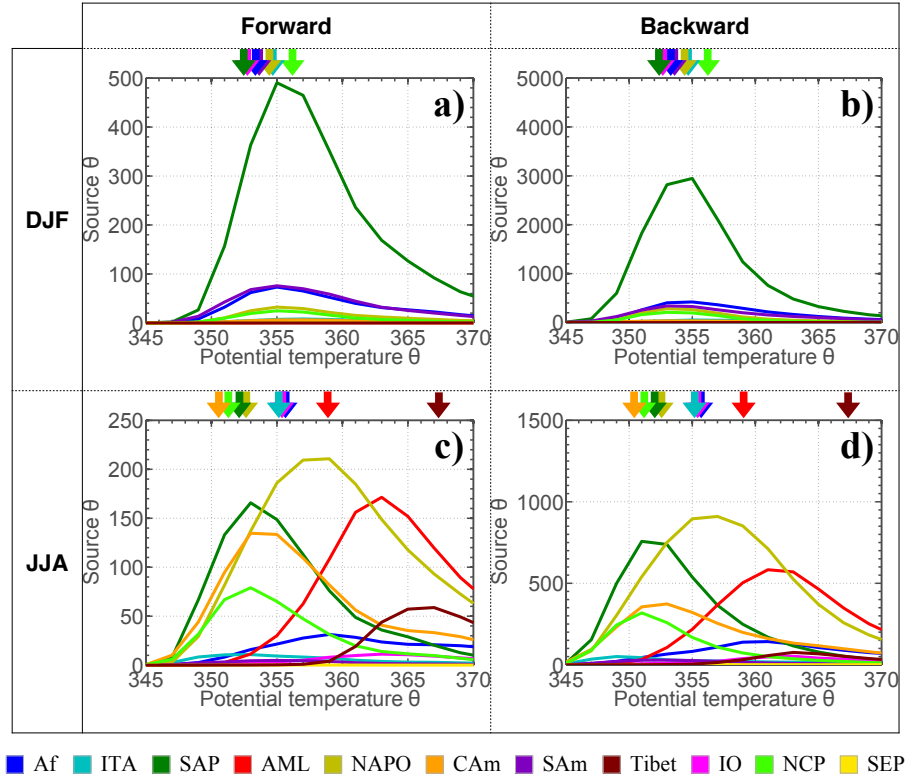 Forward Backward
DJF
a)
Source θ
500
400
300
200
100
0
345 350 355 360 365 370
Potential temperature θ
b)
Source θ
5000
4000
3000
2000
1000
0
345 350 355 360 365 370
Potential temperature θ
JJA
c)
Source θ
250
200
150
100
50
0
345 350 355 360 365 370
Potential temperature θ
d)
Source θ
1500
1000
500
0
345 350 355 360 365 370
Potential temperature θ
Af ITA SAP AML NAPO CAm SAm Tibet IO NCP SEP